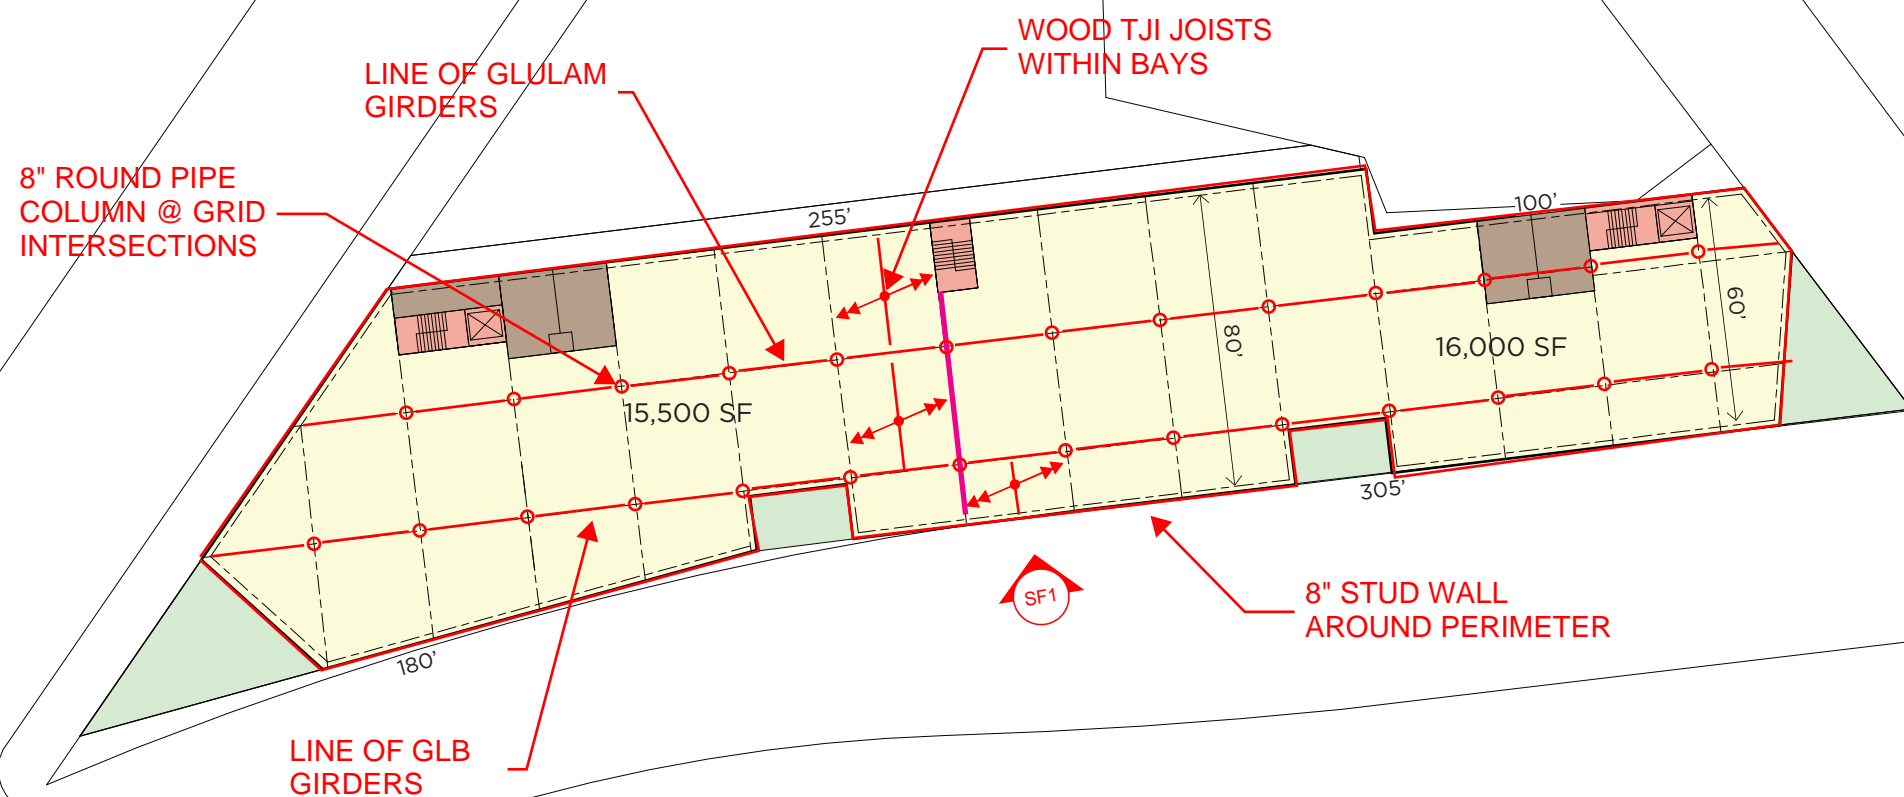 WOOD TJI JOISTS
WITHIN BAYS
LINE OF GLULAM
GIRDERS
8" ROUND PIPE
COLUMN @ GRID
INTERSECTIONS
255'
100'
80'
60'
15,500 SF
16,000 SF
305'
SF1
8" STUD WALL
AROUND PERIMETER
180'
LINE OF GLB
GIRDERS